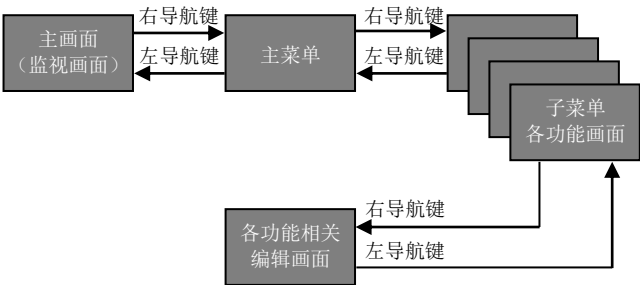 右导航键
右导航键
主画面
（监视画面）
主菜单
左导航键
左导航键
子菜单
各功能画面
右导航键
各功能相关
编辑画面
左导航键